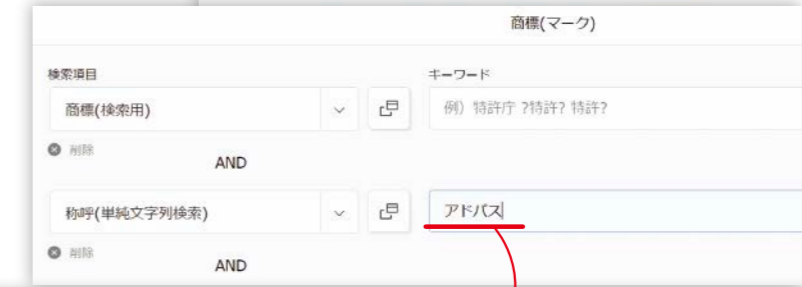 商標(マーク)
検索項目 キーワード
商標(検索用) 例) 特許庁 ?特許? 特許?
削除
AND
称呼(単純文字列検索) アドパス
削除
AND